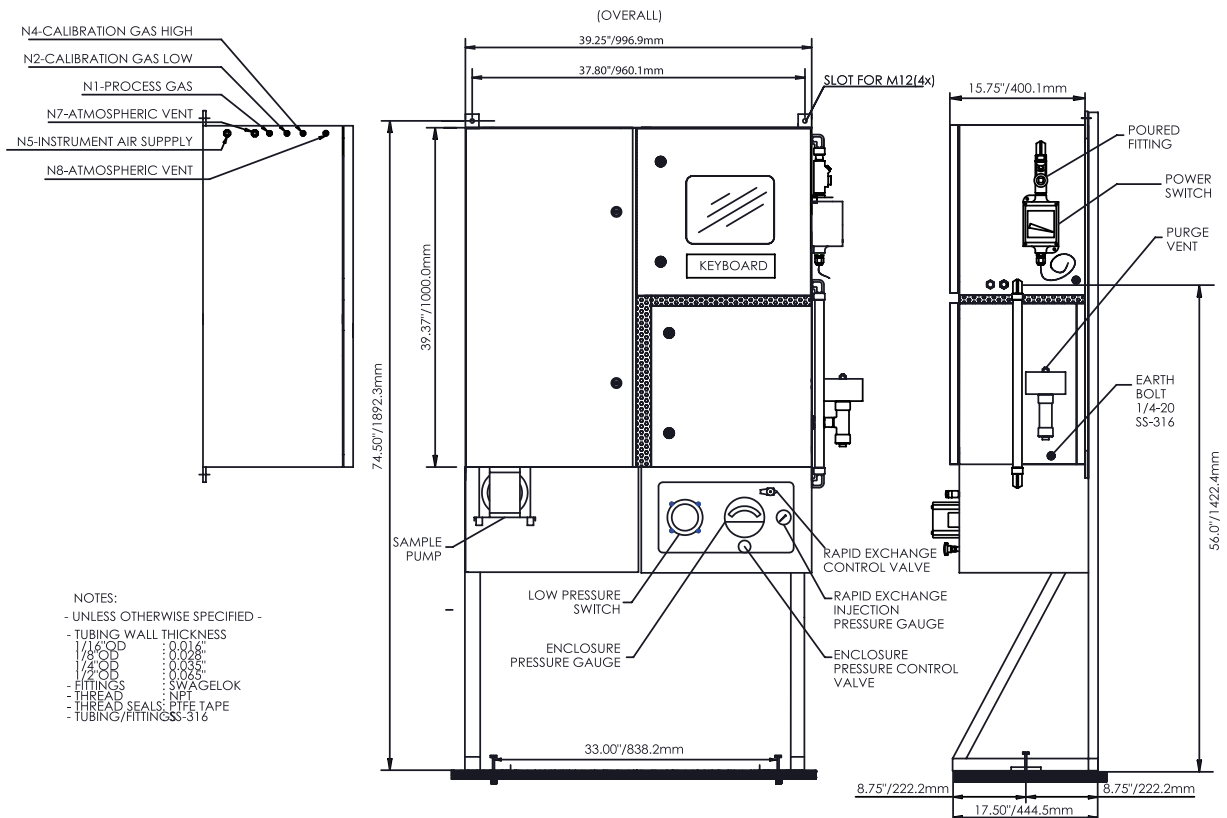 (OVERALL)
39.25"/996.9mm
37.80"/960.1mm
SLOT FOR M12(4x)
N4-CALIBRATION GAS HIGH
N2-CALIBRATION GAS LOW
N1-PROCESS GAS
N7-ATMOSPHERIC VENT
N5-INSTRUMENT AIR SUPPPLY
N8-ATMOSPHERIC VENT
15.75"/400.1mm
POURED
FITTING
POWER
SWITCH
PURGE
VENT
KEYBOARD
39.37"/1000.0mm
74.50"/1892.3mm
EARTH
BOLT
1/4-20
SS-316
56.0"/1422.4mm
SAMPLE
PUMP
RAPID EXCHANGE
CONTROL VALVE
LOW PRESSURE
SWITCH
RAPID EXCHANGE
INJECTION
PRESSURE GAUGE
ENCLOSURE
PRESSURE GAUGE
ENCLOSURE
PRESSURE CONTROL
VALVE
NOTES:
- UNLESS OTHERWISE SPECIFIED -
- TUBING WALL THICKNESS
1/16"OD : 0.016"
1/8"OD : 0.028"
1/4"OD : 0.035"
1/2"OD : 0.065"
- FITTINGS : SWAGELOK
- THREAD : NPT
- THREAD SEALS: PTFE TAPE
- TUBING/FITTINGS SS-316
33.00"/838.2mm
8.75"/222.2mm
8.75"/222.2mm
17.50"/444.5mm